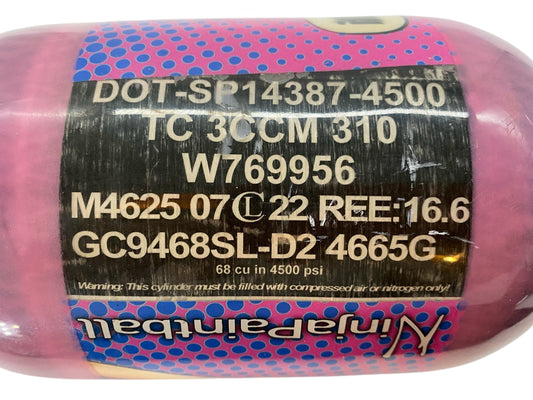 DOT-SP14387-4500
TC 3CCM 310
W769956
M4625 07 CL 22 REE:16.6
GC9468SL-D2 4665G
68 cu in 4500 psi
Warning: This cylinder must be filled with compressed air or nitrogen only!
NinjaPaintball